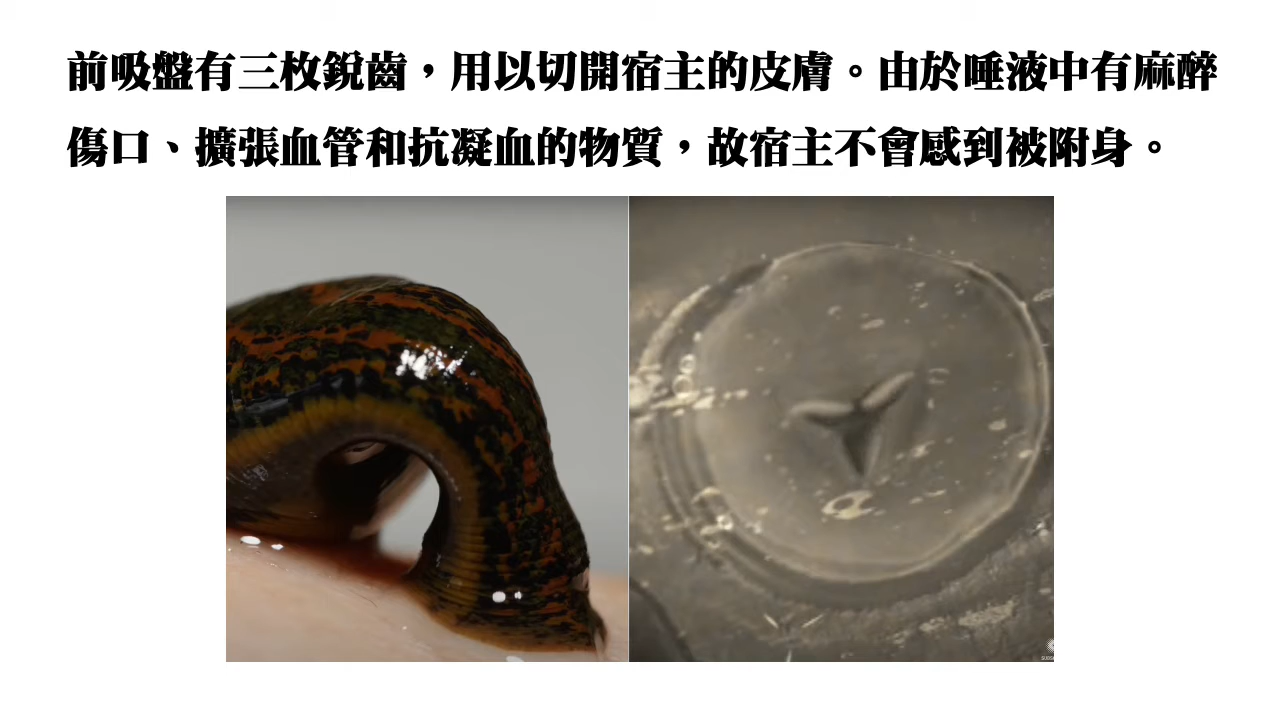 前吸盤有三枚銳齒，用以切開宿主的皮膚。由於唾液中有麻醉
傷口、擴張血管和抗凝血的物質，故宿主不會感到被附身。